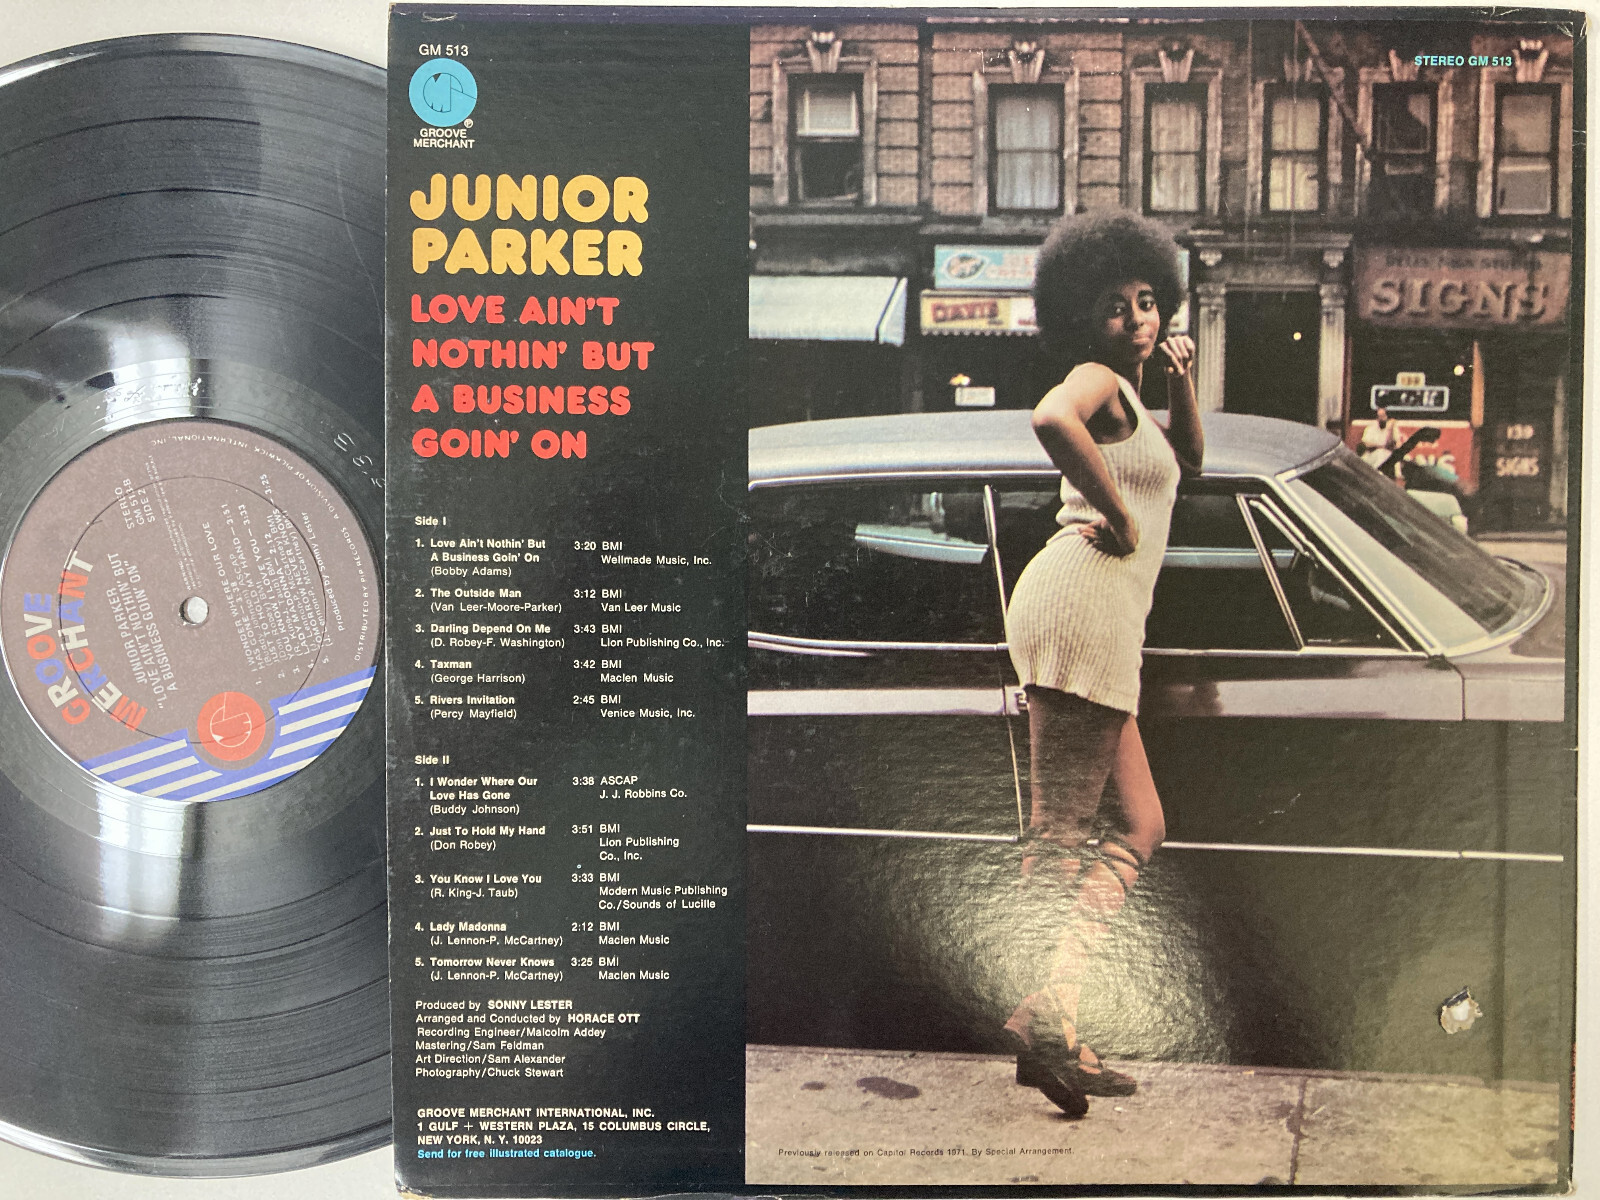 GM 513
GROOVE
MERCHANT
JUNIOR
PARKER
LOVE AIN'T
NOTHIN' BUT
A BUSINESS
GOIN' ON
Side I
1. Love Ain't Nothin' But 3:20 BMI
A Business Goin' On Wellmade Music, Inc.
(Bobby Adams)
2. The Outside Man 3:12 BMI
(Van Leer-Moore-Parker) Van Leer Music
3. Darling Depend On Me 3:43 BMI
(D. Robey-F. Washington) Lion Publishing Co., Inc.
4. Taxman 3:42 BMI
(George Harrison) Maclen Music
5. Rivers Invitation 2:45 BMI
(Percy Mayfield) Venice Music, Inc.
Side II
1. I Wonder Where Our 3:38 ASCAP
Love Has Gone J. J. Robbins Co.
(Buddy Johnson)
2. Just To Hold My Hand 3:51 BMI
(Don Robey) Lion Publishing
Co., Inc.
3. You Know I Love You 3:33 BMI
(R. King-J. Taub) Modern Music Publishing
Co./Sounds of Lucille
4. Lady Madonna 2:12 BMI
(J. Lennon-P. McCartney) Maclen Music
5. Tomorrow Never Knows 3:25 BMI
(J. Lennon-P. McCartney) Maclen Music
Produced by SONNY LESTER
Arranged and Conducted by HORACE OTT
Recording Engineer/Malcolm Addey
Mastering/Sam Feldman
Art Direction/Sam Alexander
Photography/Chuck Stewart
GROOVE MERCHANT INTERNATIONAL, INC.
1 GULF + WESTERN PLAZA, 15 COLUMBUS CIRCLE,
NEW YORK, N. Y. 10023
Send for free illustrated catalogue.
STEREO GM 513
DAVIS
SIGNS
139
SIGNS
Previously released on Capitol Records 1971. By Special Arrangement.
GROOVE
MERCHANT
STEREO
GM 513-B
SIDE 2
JUNIOR PARKER
"LOVE AIN'T NOTHIN' BUT
A BUSINESS GOIN' ON"
Produced by Sonny Lester